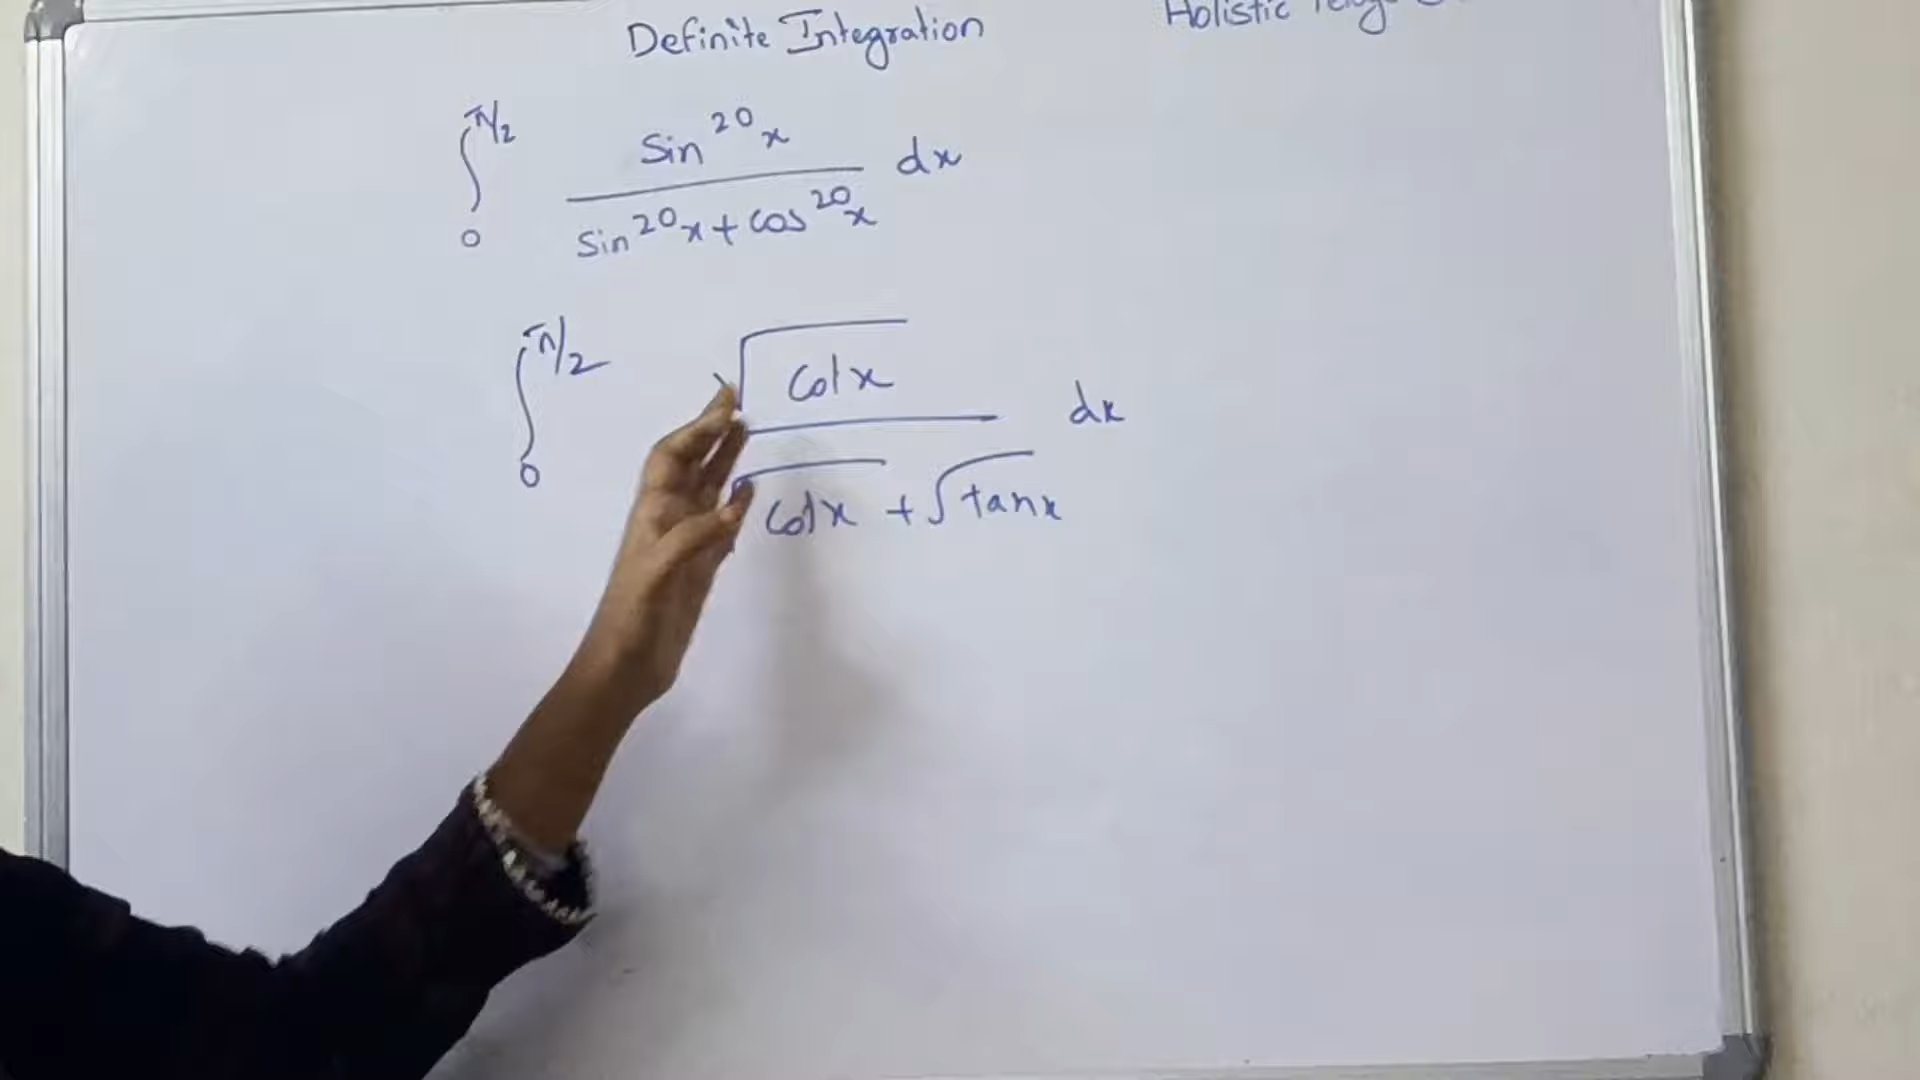 Definite Integration
Holistic
π/2
∫ sin²⁰x / sin²⁰x + cos²⁰x dx
0
π/2
∫ √cotx / √cotx + √tanx dx
0